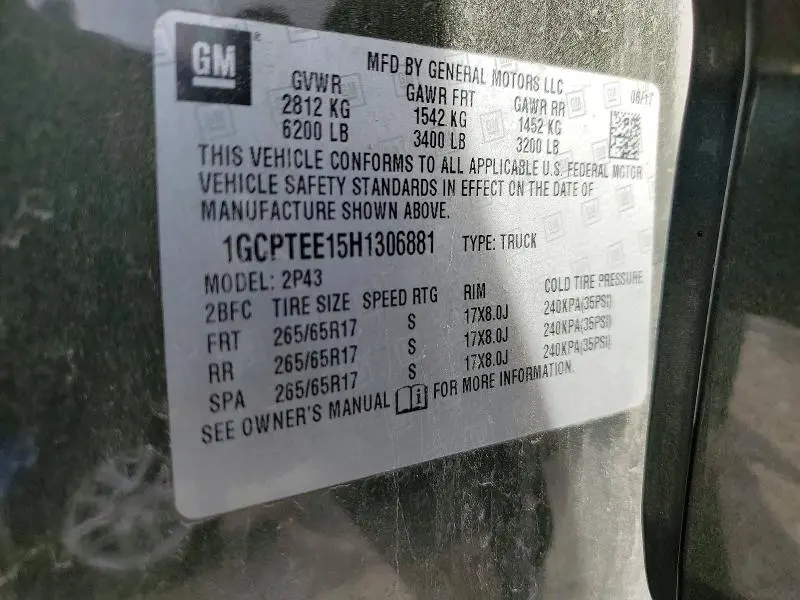 GM
MFD BY GENERAL MOTORS LLC
GVWR GAWR FRT GAWR RR 06/17
2812 KG 1542 KG 1452 KG
6200 LB 3400 LB 3200 LB
THIS VEHICLE CONFORMS TO ALL APPLICABLE U.S. FEDERAL MOTOR
VEHICLE SAFETY STANDARDS IN EFFECT ON THE DATE OF
MANUFACTURE SHOWN ABOVE.
1GCPTEE15H1306881 TYPE: TRUCK
MODEL: 2P43
2BFC TIRE SIZE SPEED RTG RIM COLD TIRE PRESSURE
FRT 265/65R17 S 17X8.0J 240KPA(35PSI)
RR 265/65R17 S 17X8.0J 240KPA(35PSI)
SPA 265/65R17 S 17X8.0J 240KPA(35PSI)
SEE OWNER'S MANUAL FOR MORE INFORMATION.